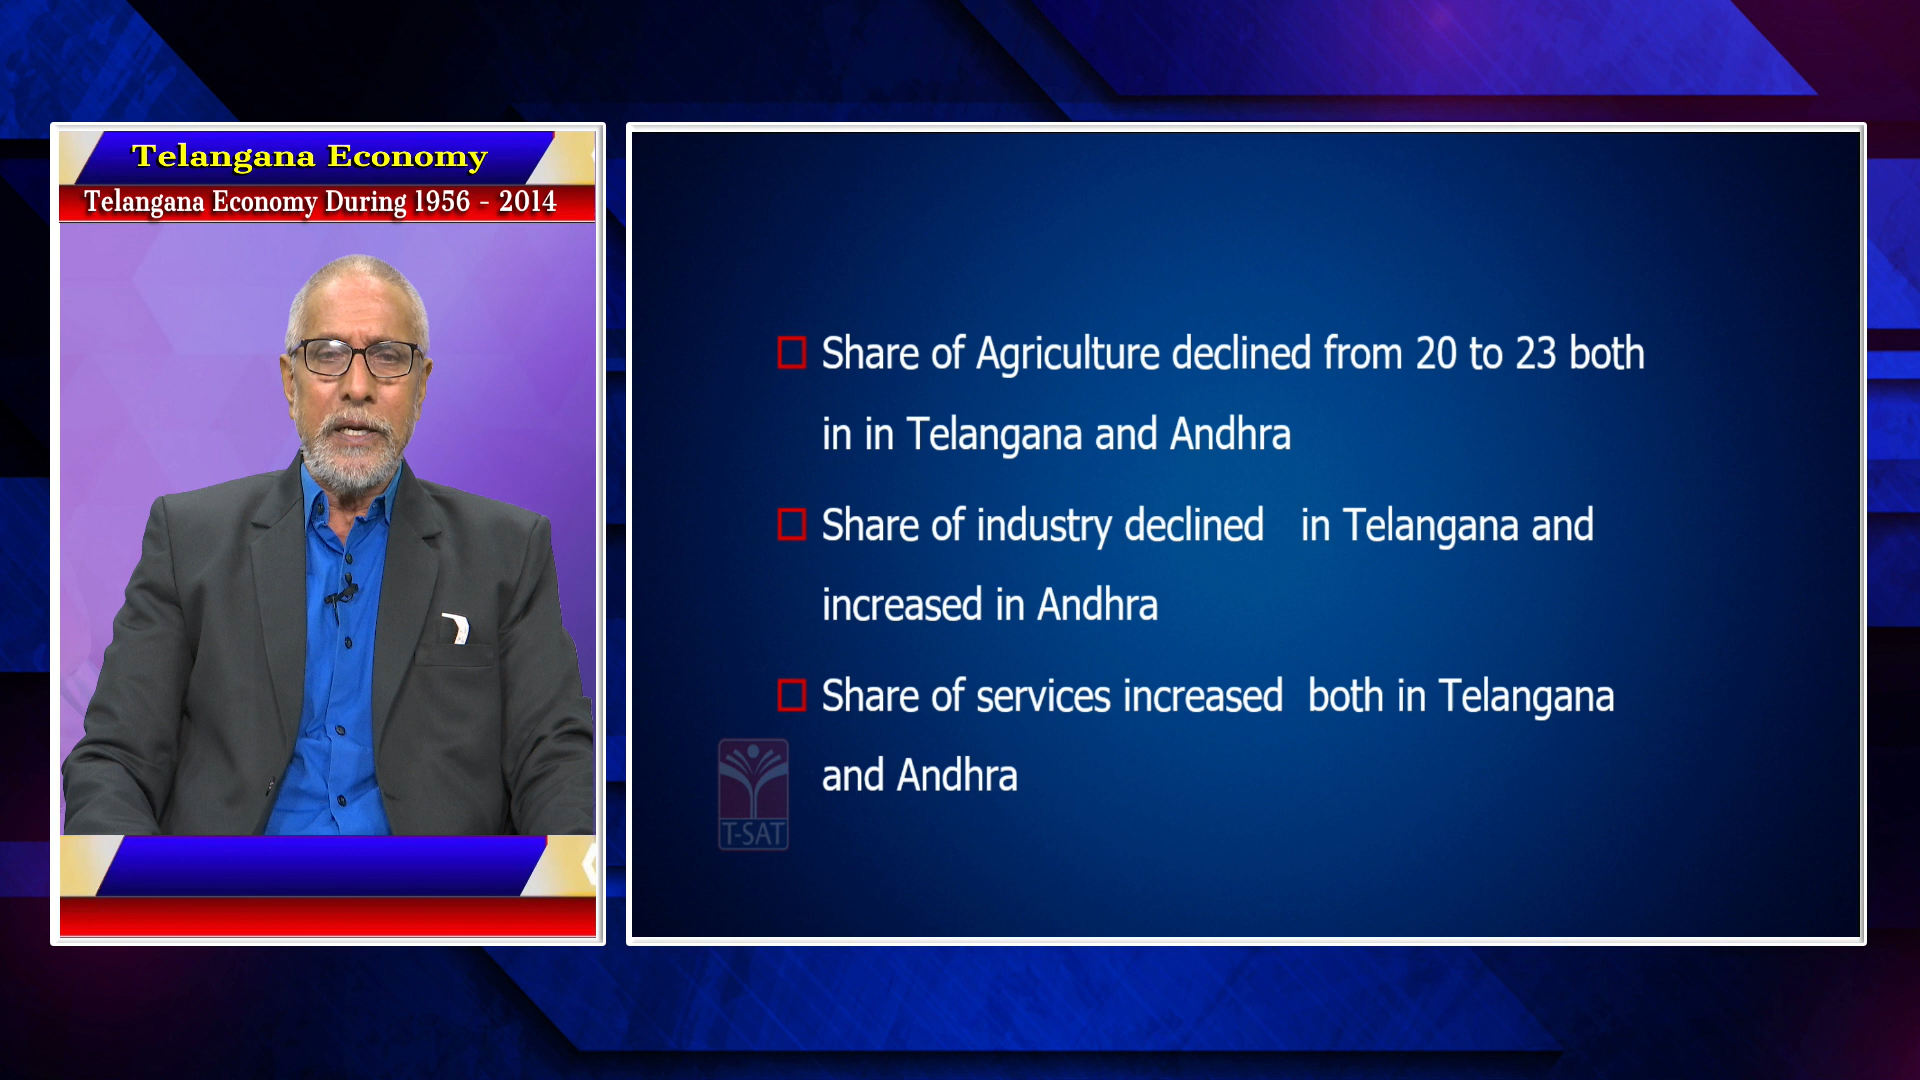 Telangana Economy
Telangana Economy During 1956 - 2014
Share of Agriculture declined from 20 to 23 both
in in Telangana and Andhra
Share of industry declined in Telangana and
increased in Andhra
Share of services increased both in Telangana
and Andhra
T-SAT